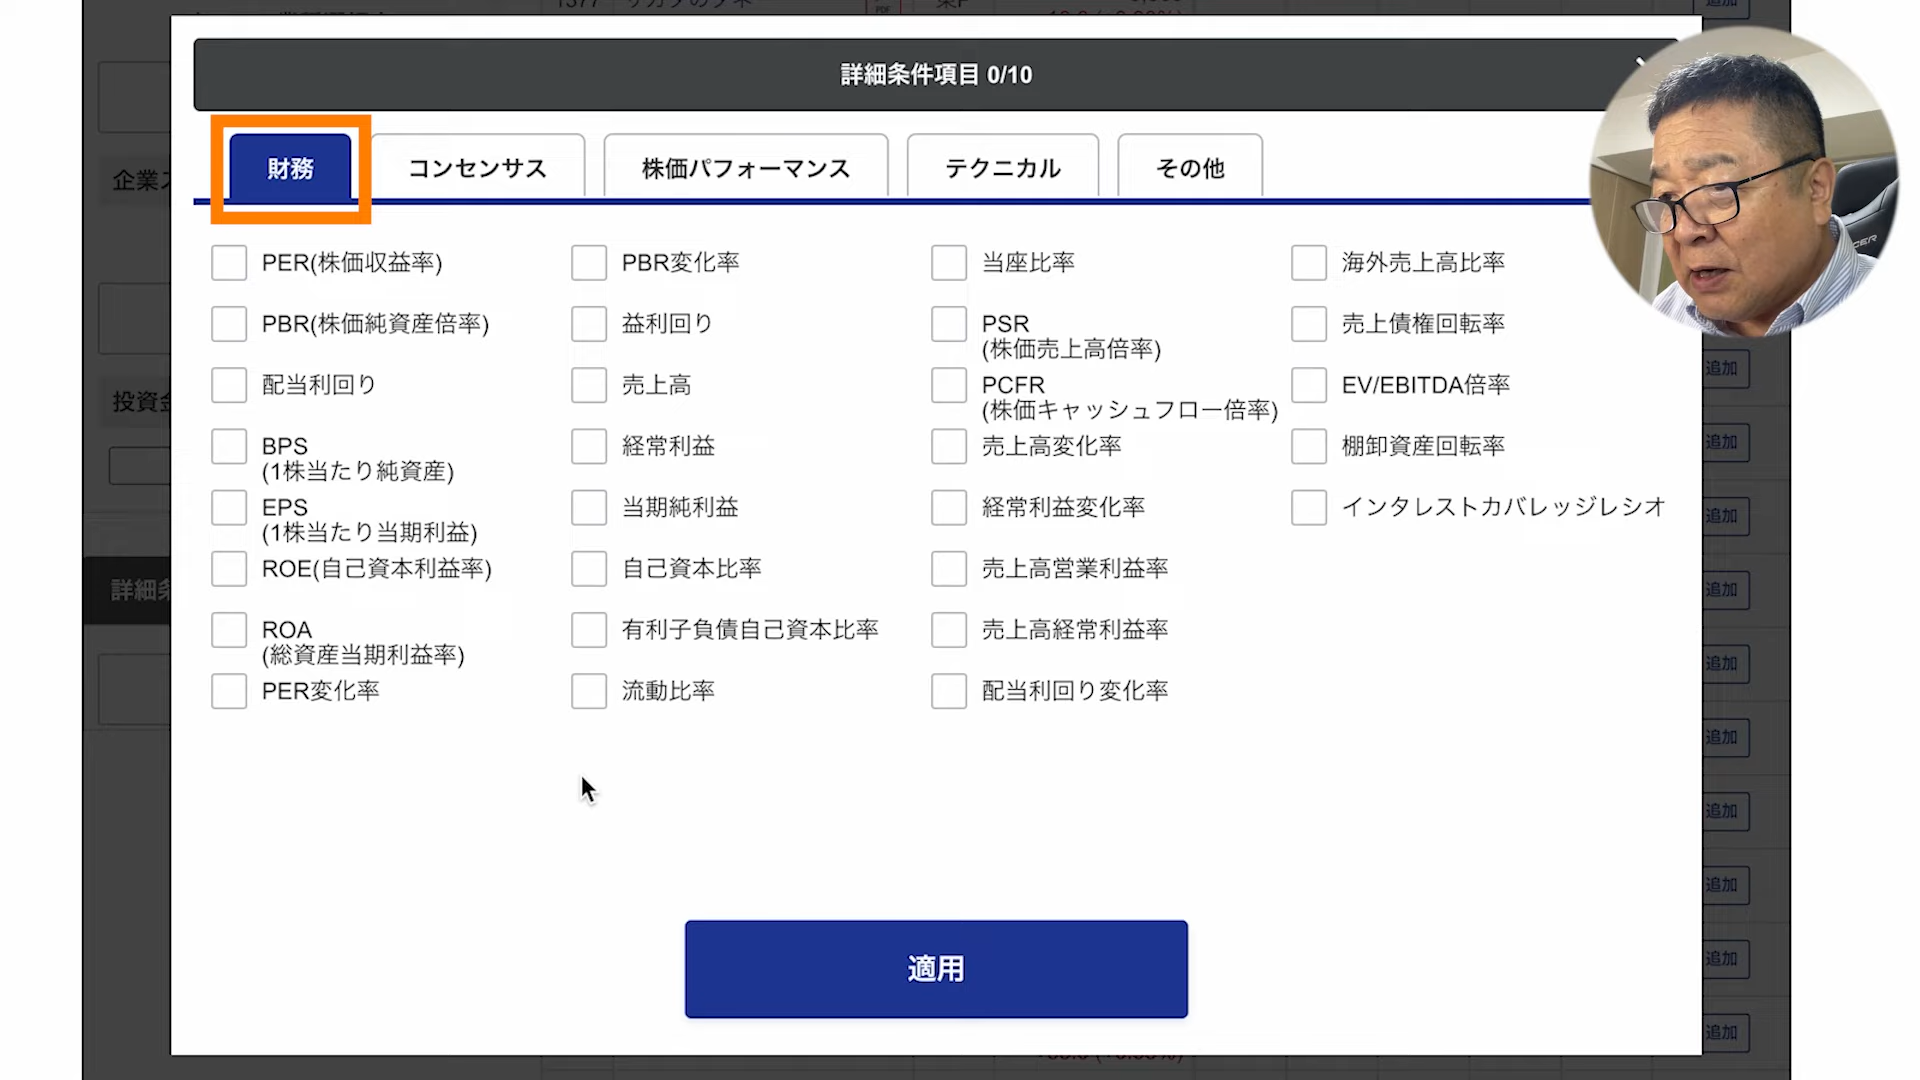 詳細条件項目 0/10
財務
コンセンサス
株価パフォーマンス
テクニカル
その他
PER(株価収益率)
PBR(株価純資産倍率)
配当利回り
BPS
(1株当たり純資産)
EPS
(1株当たり当期利益)
ROE(自己資本利益率)
ROA
(総資産当期利益率)
PER変化率
PBR変化率
益利回り
売上高
経常利益
当期純利益
自己資本比率
有利子負債自己資本比率
流動比率
当座比率
PSR
(株価売上高倍率)
PCFR
(株価キャッシュフロー倍率)
売上高変化率
経常利益変化率
売上高営業利益率
売上高経常利益率
配当利回り変化率
海外売上高比率
売上債権回転率
EV/EBITDA倍率
棚卸資産回転率
インタレストカバレッジレシオ
適用
企業
投資
詳細条
追加
追加
追加
追加
追加
追加
追加
追加
追加
追加